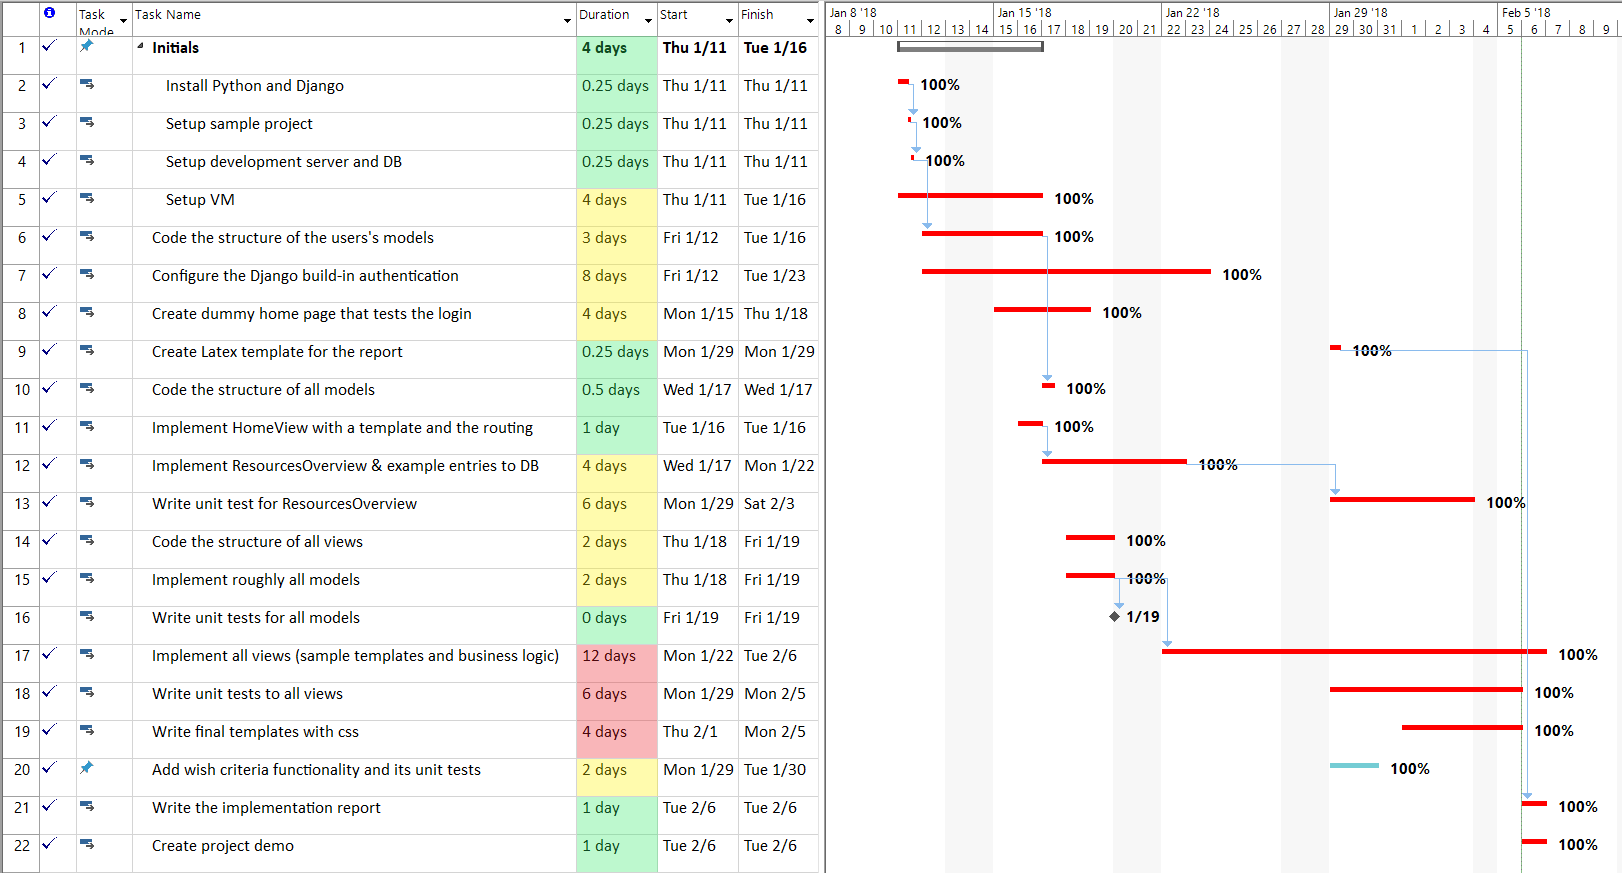 Task Mode Task Name Duration Start Finish
Jan 8 '18 Jan 15 '18 Jan 22 '18 Jan 29 '18 Feb 5 '18
8 9 10 11 12 13 14 15 16 17 18 19 20 21 22 23 24 25 26 27 28 29 30 31 1 2 3 4 5 6 7 8 9
1 Initials 4 days Thu 1/11 Tue 1/16
2 Install Python and Django 0.25 days Thu 1/11 Thu 1/11 100%
3 Setup sample project 0.25 days Thu 1/11 Thu 1/11 100%
4 Setup development server and DB 0.25 days Thu 1/11 Thu 1/11 100%
5 Setup VM 4 days Thu 1/11 Tue 1/16 100%
6 Code the structure of the users's models 3 days Fri 1/12 Tue 1/16 100%
7 Configure the Django build-in authentication 8 days Fri 1/12 Tue 1/23 100%
8 Create dummy home page that tests the login 4 days Mon 1/15 Thu 1/18 100%
9 Create Latex template for the report 0.25 days Mon 1/29 Mon 1/29 100%
10 Code the structure of all models 0.5 days Wed 1/17 Wed 1/17 100%
11 Implement HomeView with a template and the routing 1 day Tue 1/16 Tue 1/16 100%
12 Implement ResourcesOverview & example entries to DB 4 days Wed 1/17 Mon 1/22 100%
13 Write unit test for ResourcesOverview 6 days Mon 1/29 Sat 2/3 100%
14 Code the structure of all views 2 days Thu 1/18 Fri 1/19 100%
15 Implement roughly all models 2 days Thu 1/18 Fri 1/19 100%
16 Write unit tests for all models 0 days Fri 1/19 Fri 1/19 1/19
17 Implement all views (sample templates and business logic) 12 days Mon 1/22 Tue 2/6 100%
18 Write unit tests to all views 6 days Mon 1/29 Mon 2/5 100%
19 Write final templates with css 4 days Thu 2/1 Mon 2/5 100%
20 Add wish criteria functionality and its unit tests 2 days Mon 1/29 Tue 1/30 100%
21 Write the implementation report 1 day Tue 2/6 Tue 2/6 100%
22 Create project demo 1 day Tue 2/6 Tue 2/6 100%